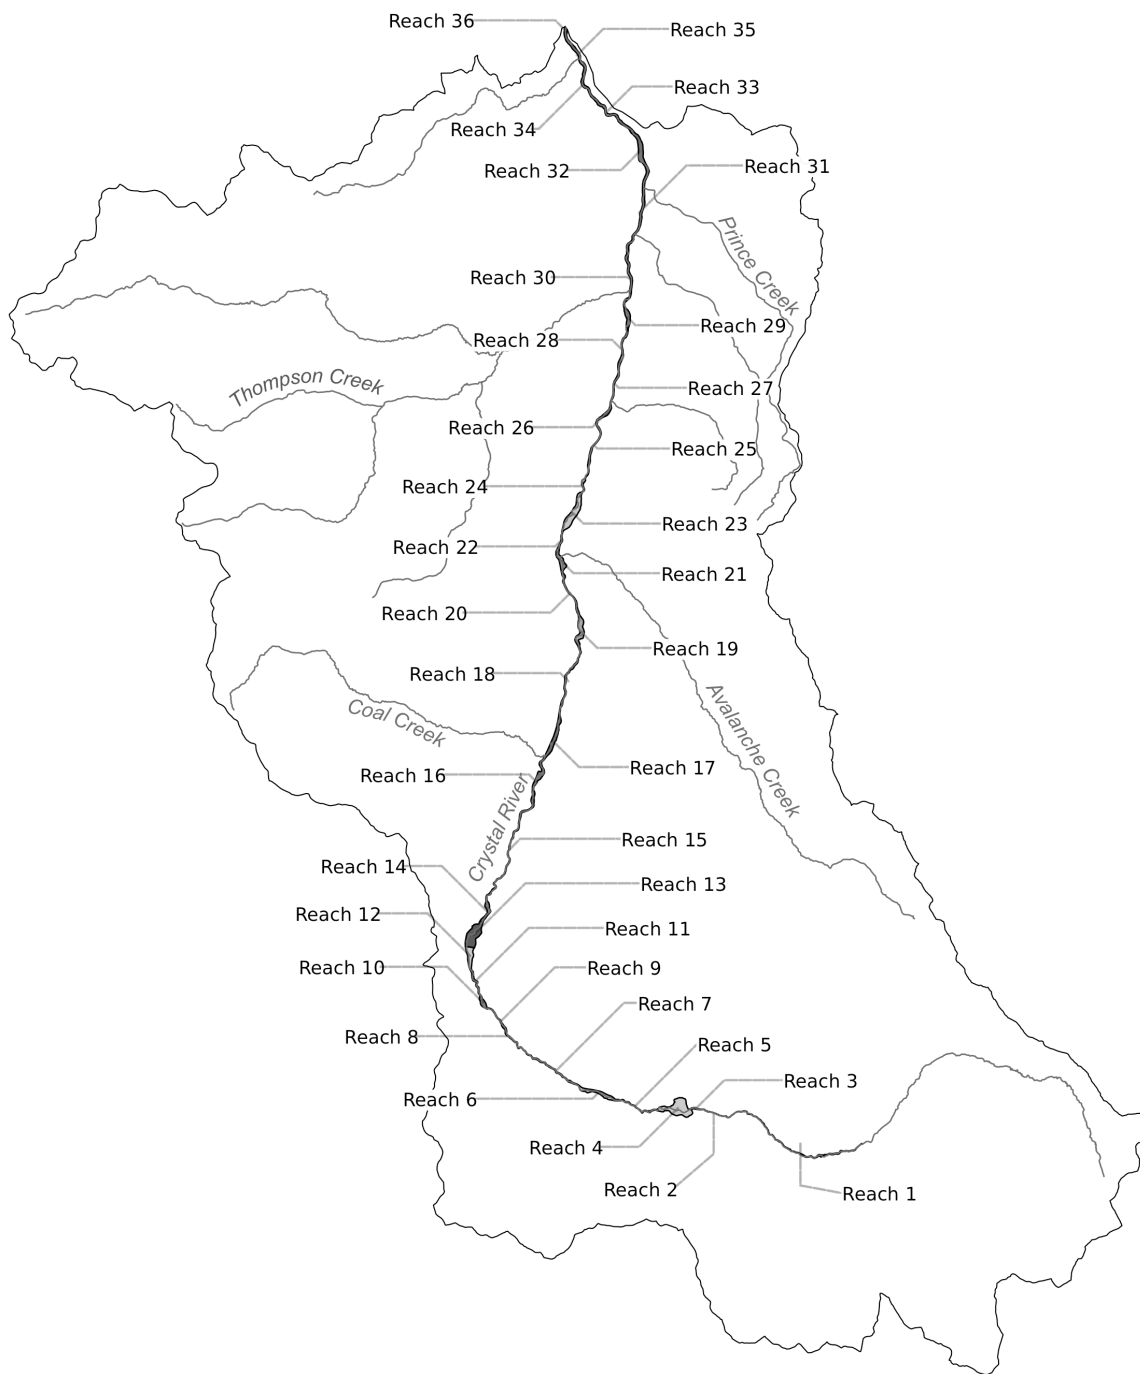 Reach 36
Reach 35
Reach 33
Reach 34
Reach 32
Reach 31
Prince Creek
Reach 30
Reach 29
Reach 28
Thompson Creek
Reach 27
Reach 26
Reach 25
Reach 24
Reach 23
Reach 22
Reach 21
Reach 20
Reach 19
Reach 18
Coal Creek
Avalanche Creek
Reach 17
Reach 16
Crystal River
Reach 15
Reach 14
Reach 13
Reach 12
Reach 11
Reach 10
Reach 9
Reach 7
Reach 8
Reach 5
Reach 3
Reach 6
Reach 4
Reach 2
Reach 1